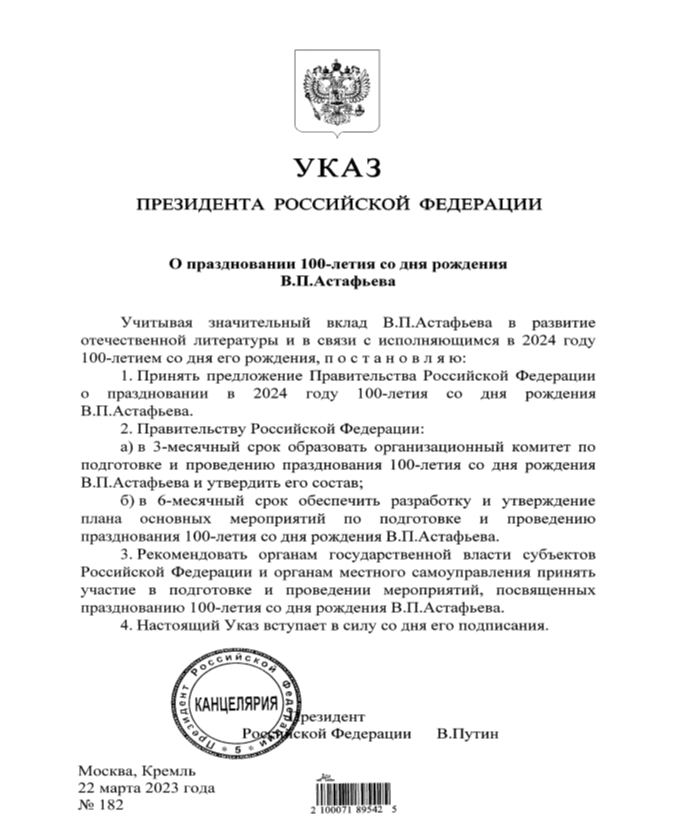 УКАЗ
ПРЕЗИДЕНТА РОССИЙСКОЙ ФЕДЕРАЦИИ
О праздновании 100-летия со дня рождения
В.П.Астафьева
Учитывая значительный вклад В.П.Астафьева в развитие
отечественной литературы и в связи с исполняющимся в 2024 году
100-летием со дня его рождения, п о с т а н о в л я ю:
1. Принять предложение Правительства Российской Федерации
о праздновании в 2024 году 100-летия со дня рождения
В.П.Астафьева.
2. Правительству Российской Федерации:
а) в 3-месячный срок образовать организационный комитет по
подготовке и проведению празднования 100-летия со дня рождения
В.П.Астафьева и утвердить его состав;
б) в 6-месячный срок обеспечить разработку и утверждение
плана основных мероприятий по подготовке и проведению
празднования 100-летия со дня рождения В.П.Астафьева.
3. Рекомендовать органам государственной власти субъектов
Российской Федерации и органам местного самоуправления принять
участие в подготовке и проведении мероприятий, посвященных
празднованию 100-летия со дня рождения В.П.Астафьева.
4. Настоящий Указ вступает в силу со дня его подписания.
Президент Российской Федерации
КАНЦЕЛЯРИЯ
* 5 *
Президент
Российской Федерации В.Путин
Москва, Кремль
22 марта 2023 года
№ 182
2 100071 89542 5